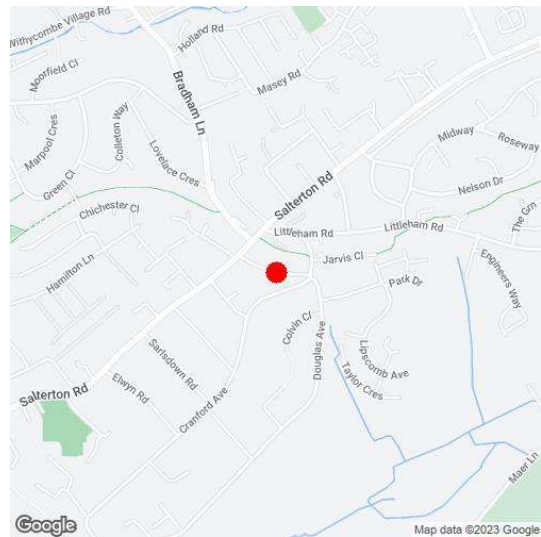 Withycombe Village Rd
Holland Rd
Moorfield Cl
Bradham Ln
Masey Rd
Colleton Way
Marpool Cres
Lovelace Cres
Midway
Roseway
Green Cl
Salterton Rd
Nelson Dr
Chichester Cl
Littleham Rd
Littleham Rd
The Grn
Hamilton Ln
Jarvis Cl
Engineers Way
Park Dr
Colvin Cl
Douglas Ave
Sarlsdown Rd
Lipscomb Ave
Taylor Cres
Elwyn Rd
Salterton Rd
Cranford Ave
Maer Ln
Google
Map data ©2023 Google